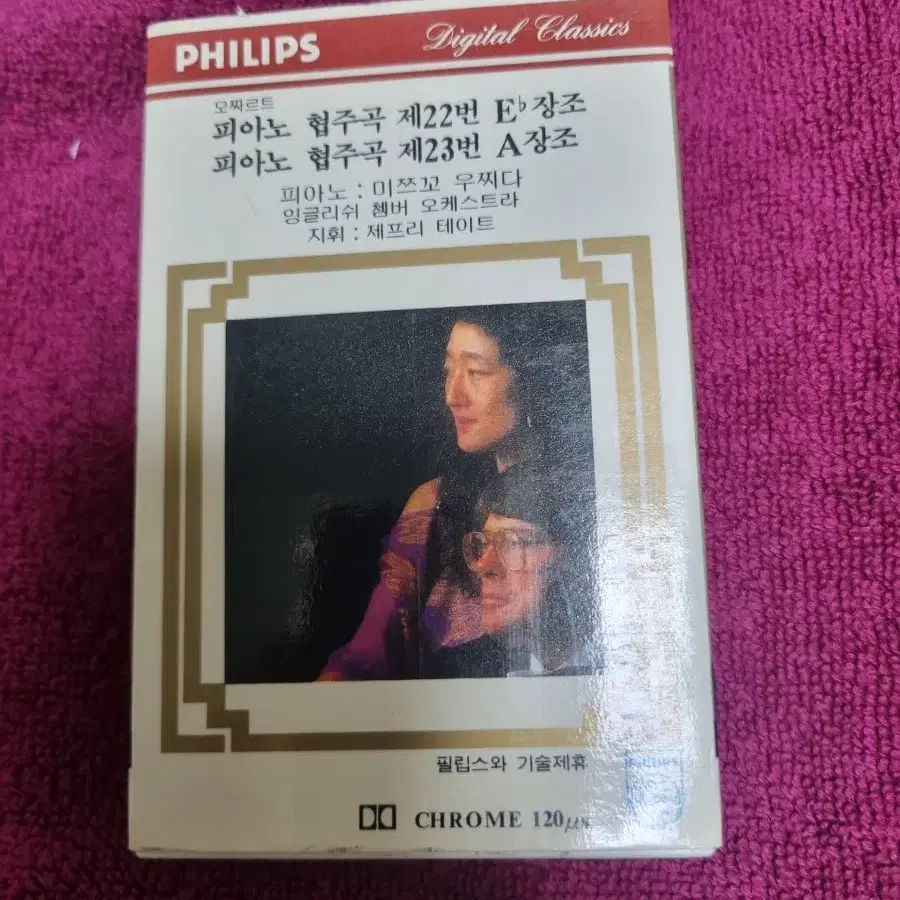 PHILIPS Digital Classics
모짜르트
피아노 협주곡 제22번 E♭장조
피아노 협주곡 제23번 A장조
피아노 : 미쯔꼬 우찌다
잉글리쉬 쳄버 오케스트라
지휘 : 제프리 테이트
필립스와 기술제휴
PHILIPS
CHROME 120μs